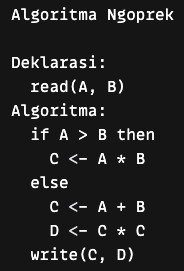 Algoritma Ngoprek

Deklarasi:
  read(A, B)
Algoritma:
  if A > B then
    C <- A * B
  else
    C <- A + B
    D <- C * C
  write(C, D)